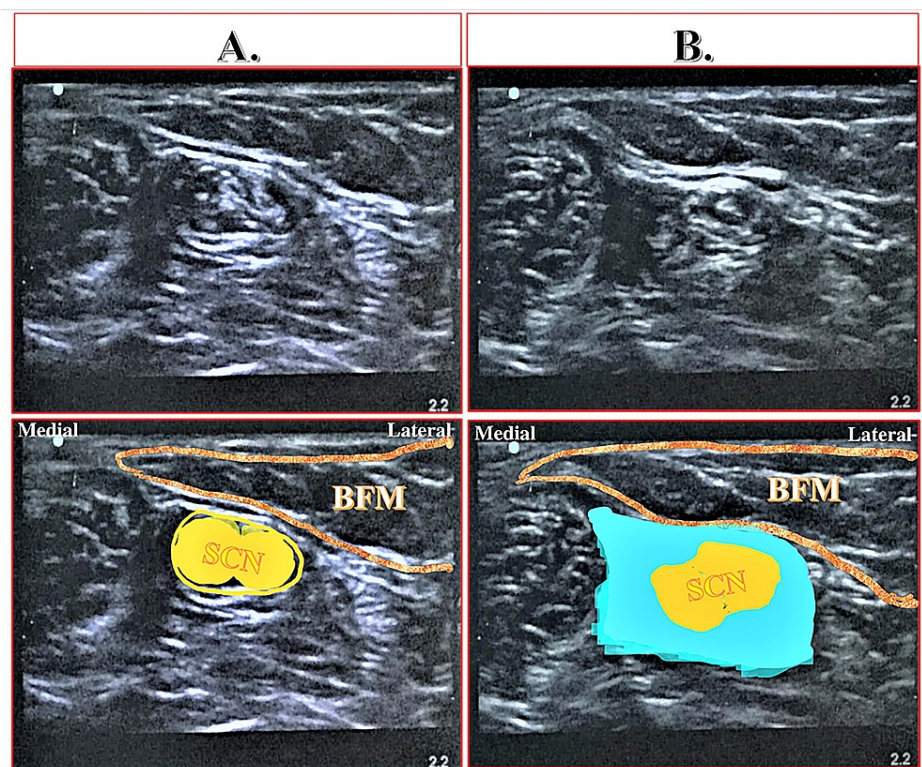 A.
B.
2.2
2.2
Medial
Lateral
BFM
SCN
2.2
Medial
Lateral
BFM
SCN
2.2